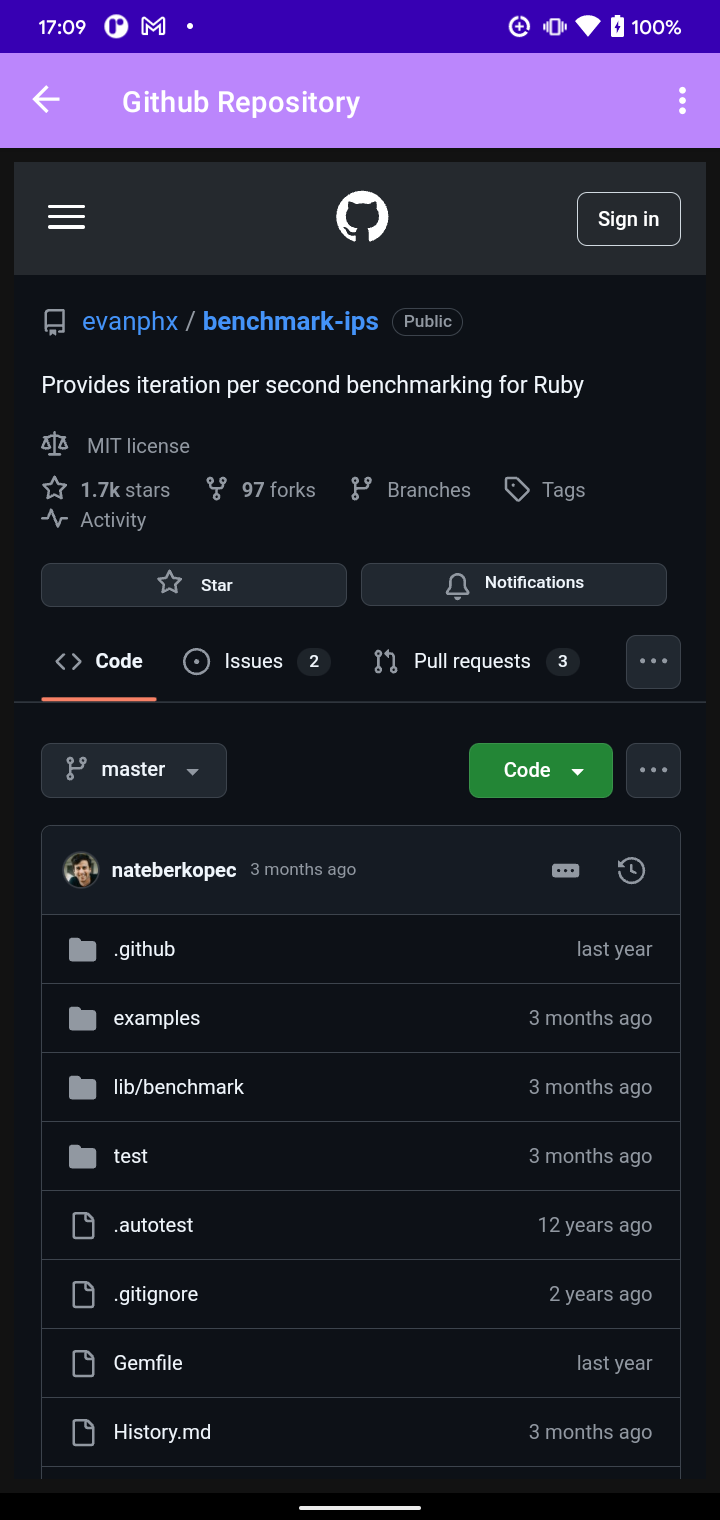 17:09 100%
Github Repository
Sign in
evanphx / benchmark-ips Public
Provides iteration per second benchmarking for Ruby
MIT license
1.7k stars 97 forks Branches Tags
Activity
Star Notifications
Code Issues 2 Pull requests 3
master Code
nateberkopec 3 months ago
.github last year
examples 3 months ago
lib/benchmark 3 months ago
test 3 months ago
.autotest 12 years ago
.gitignore 2 years ago
Gemfile last year
History.md 3 months ago